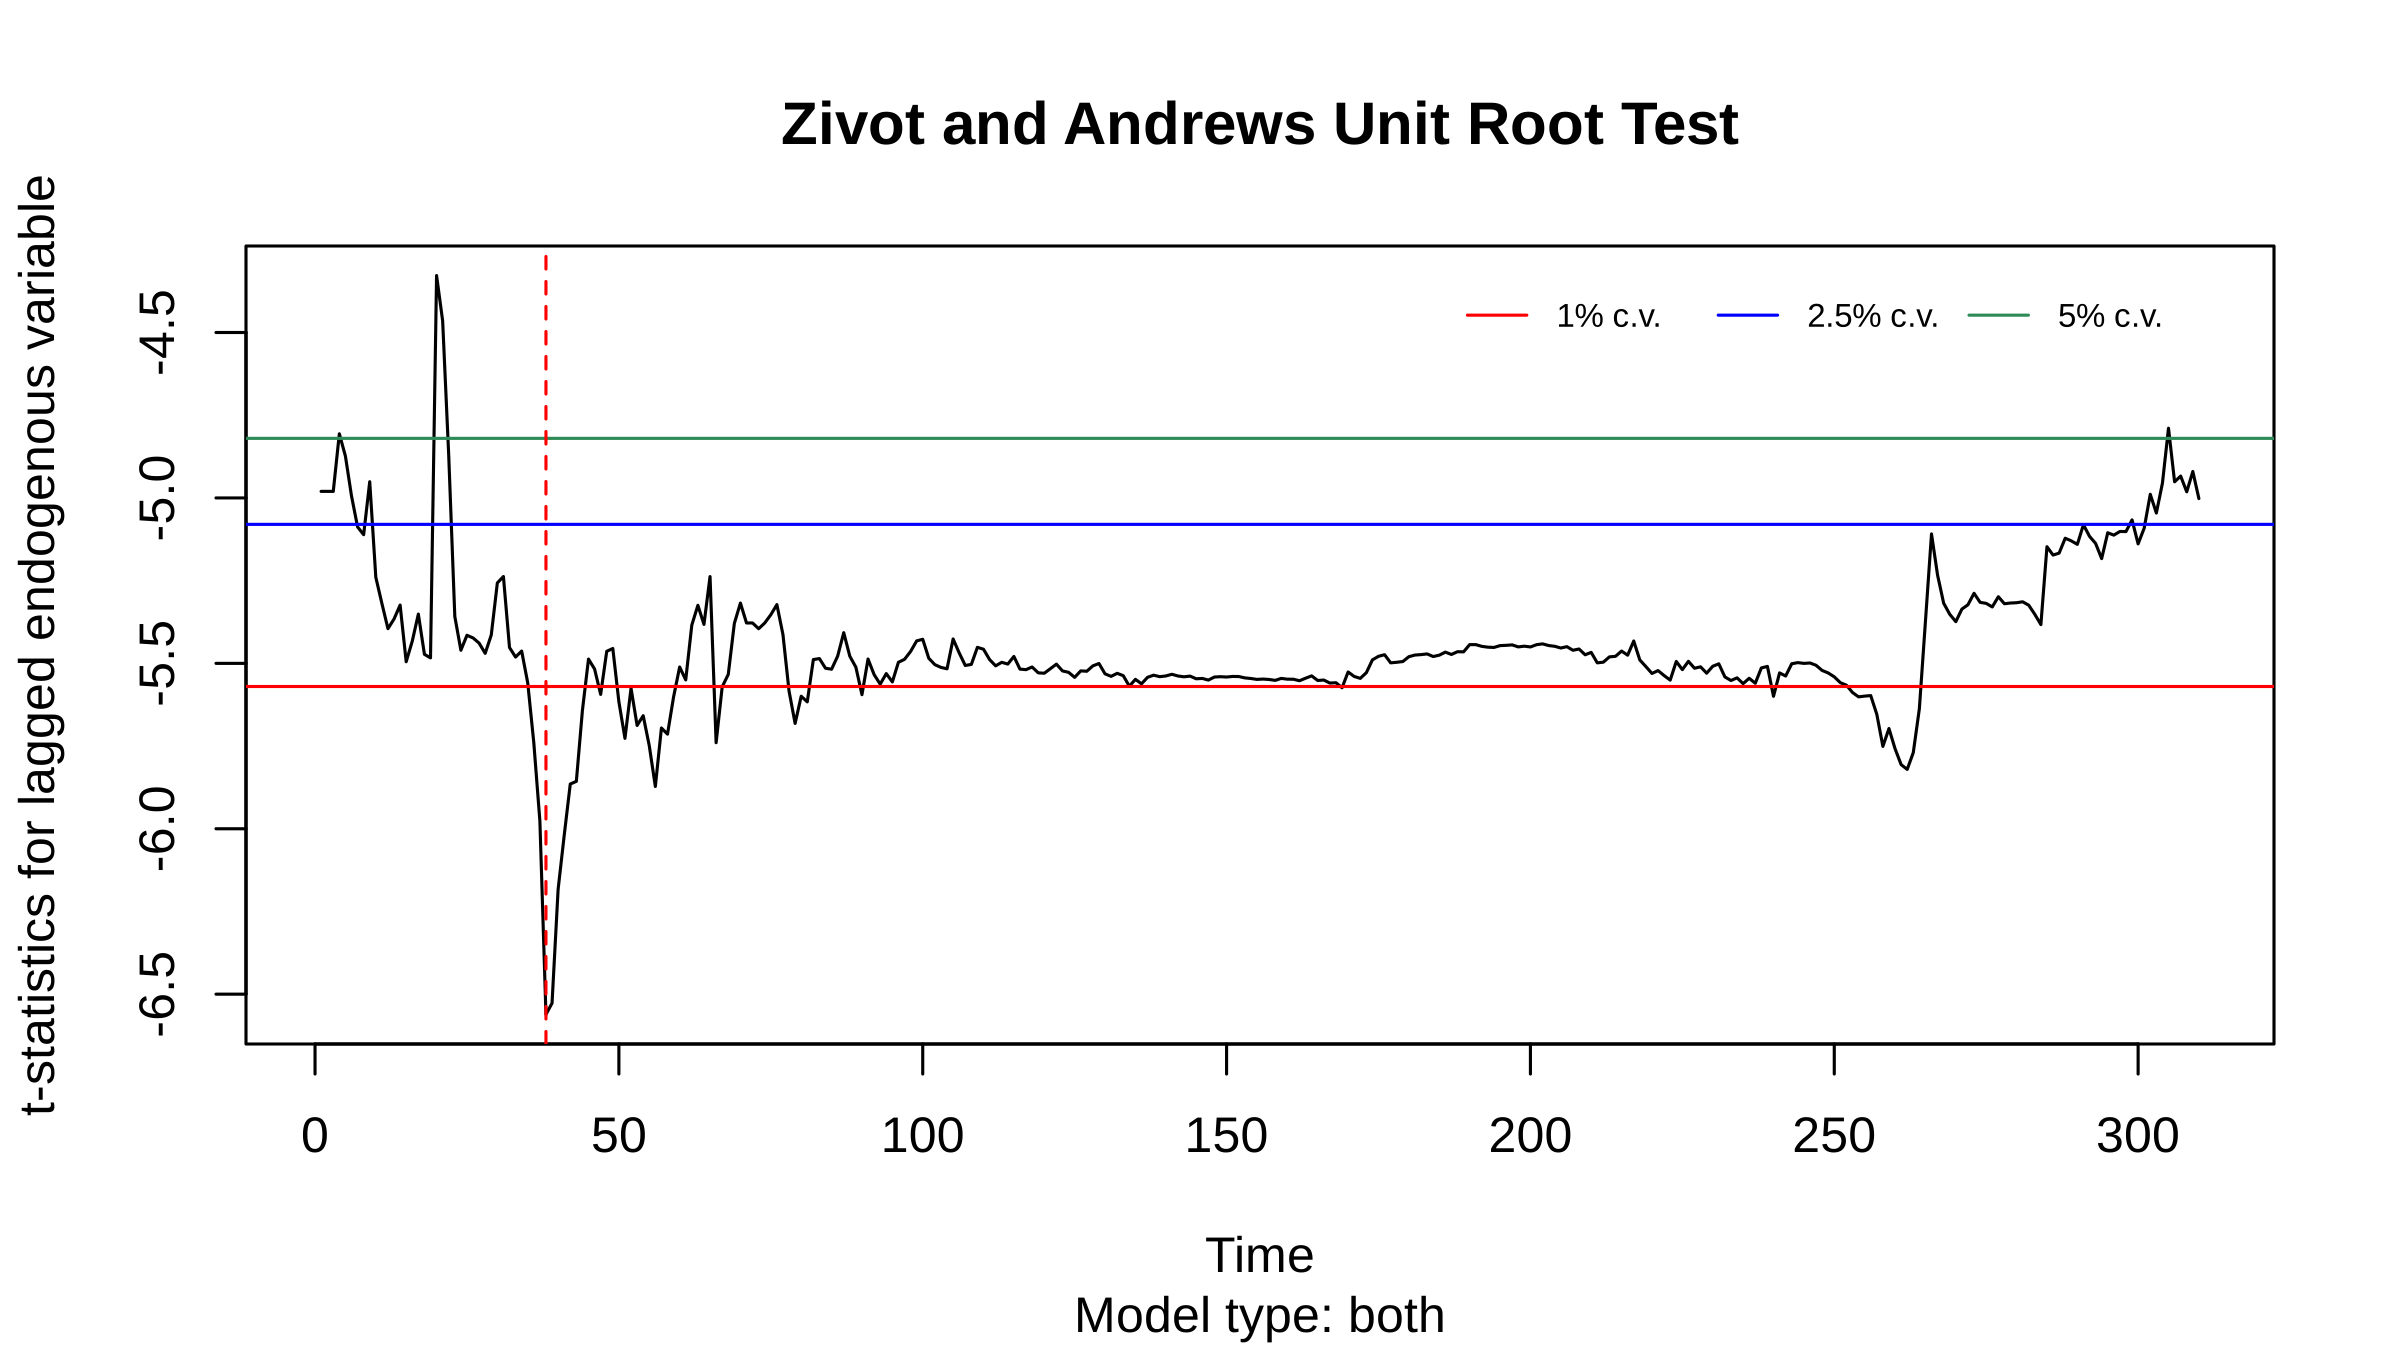 Zivot and Andrews Unit Root Test
t-statistics for lagged endogenous variable
-4.5
-5.0
-5.5
-6.0
-6.5
1% c.v.
2.5% c.v.
5% c.v.
0
50
100
150
200
250
300
Time
Model type: both